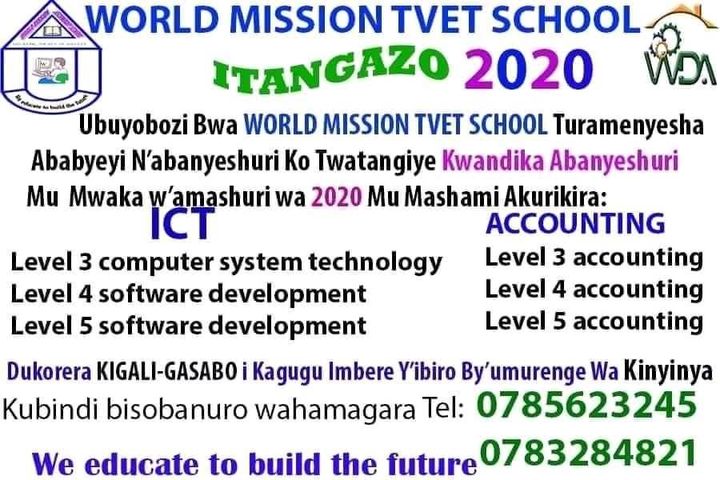 WORLD MISSION TVET SCHOOL
ITANGAZO 2020
WDA
Ubuyobozi Bwa WORLD MISSION TVET SCHOOL Turamenyesha
Ababyeyi N'abanyeshuri Ko Twatangiye Kwandika Abanyeshuri
Mu Mwaka w'amashuri wa 2020 Mu Mashami Akurikira:
ICT
Level 3 computer system technology
Level 4 software development
Level 5 software development
ACCOUNTING
Level 3 accounting
Level 4 accounting
Level 5 accounting
Dukorera KIGALI-GASABO i Kagugu Imbere Y'ibiro By'umurenge Wa Kinyinya
Kubindi bisobanuro wahamagara Tel: 0785623245
0783284821
We educate to build the future